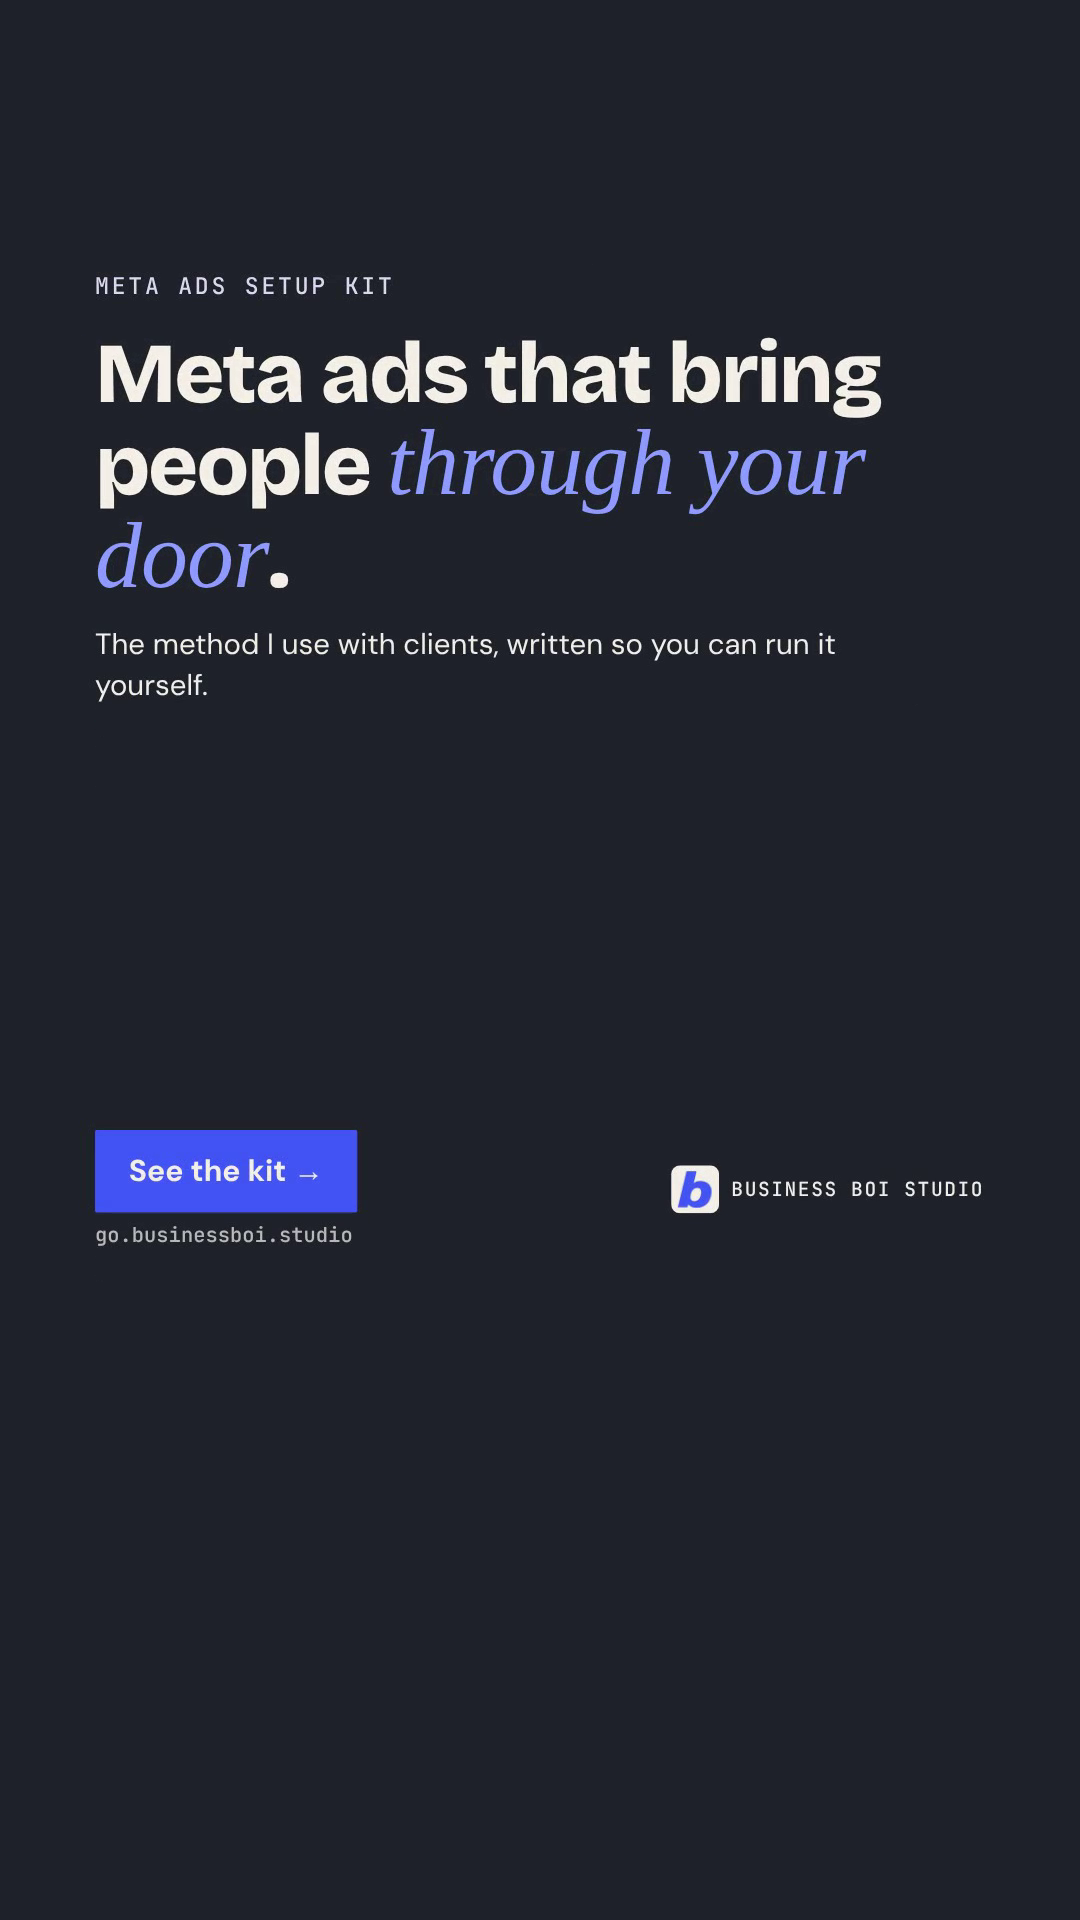 META ADS SETUP KIT
Meta ads that bring
people through your
door.
The method I use with clients, written so you can run it
yourself.
See the kit →
b BUSINESS BOI STUDIO
go.businessboi.studio